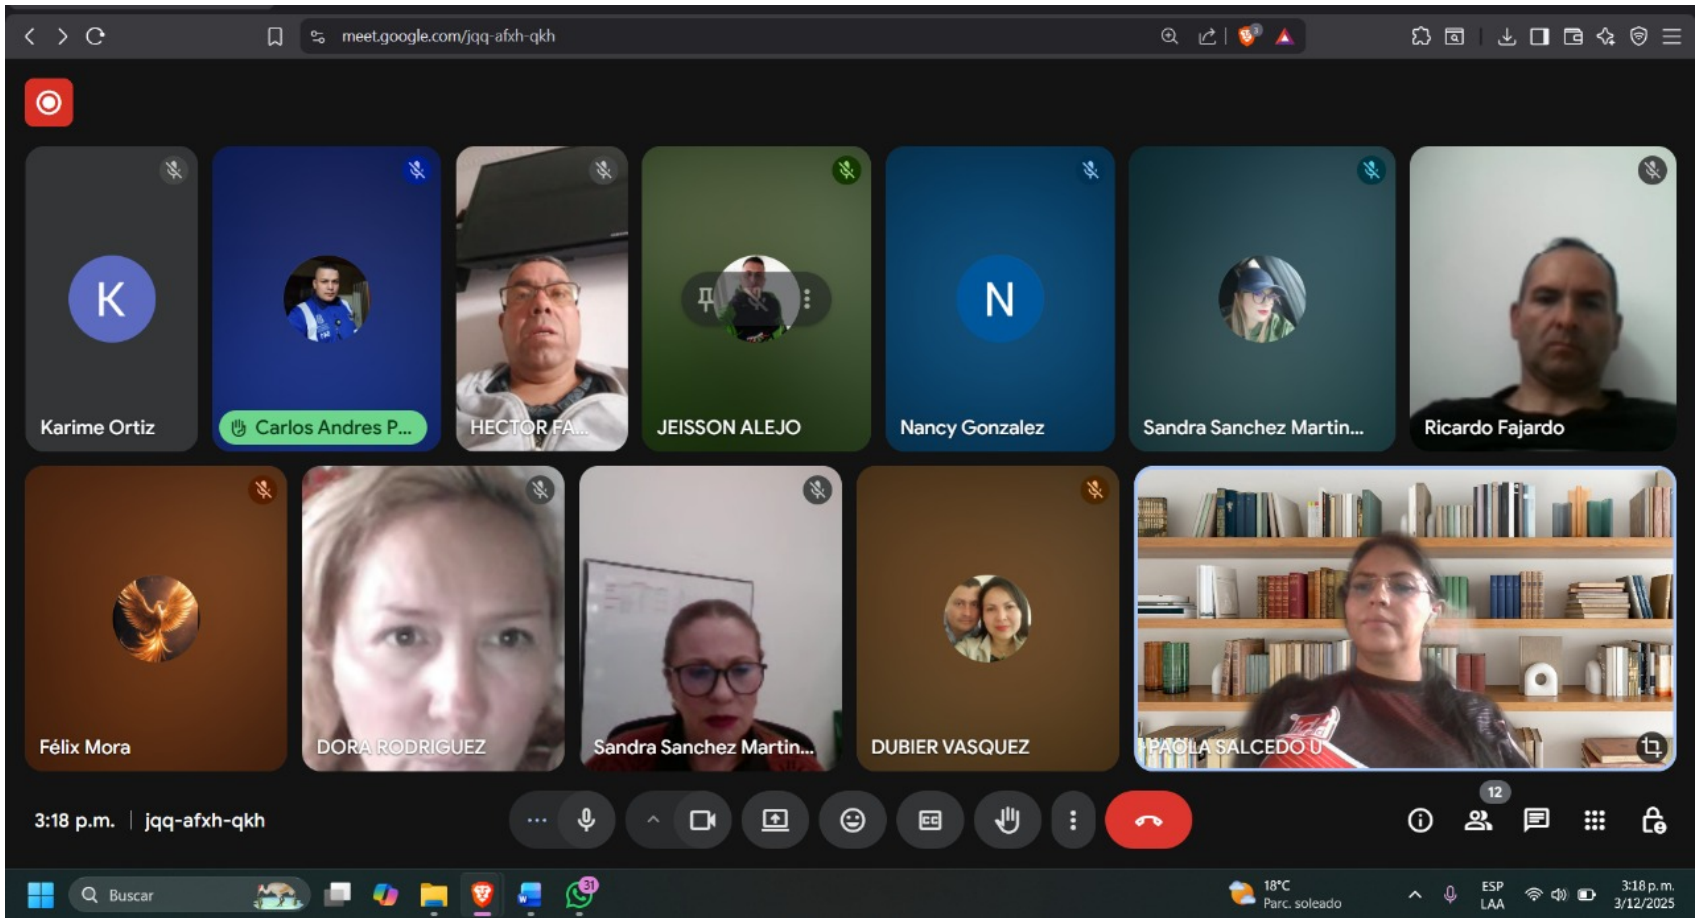 meet.google.com/jqq-afxh-qkh
3
K
N
Karime Ortiz
Carlos Andres P...
HECTOR FA...
JEISSON ALEJO
Nancy Gonzalez
Sandra Sanchez Martin...
Ricardo Fajardo
Félix Mora
DORA RODRIGUEZ
Sandra Sanchez Martin...
DUBIER VASQUEZ
PAOLA SALCEDO U
12
3:18 p.m. | jqq-afxh-qkh
CC
Buscar
31
18°C
Parc. soleado
ESP
LAA
3:18 p.m.
3/12/2025